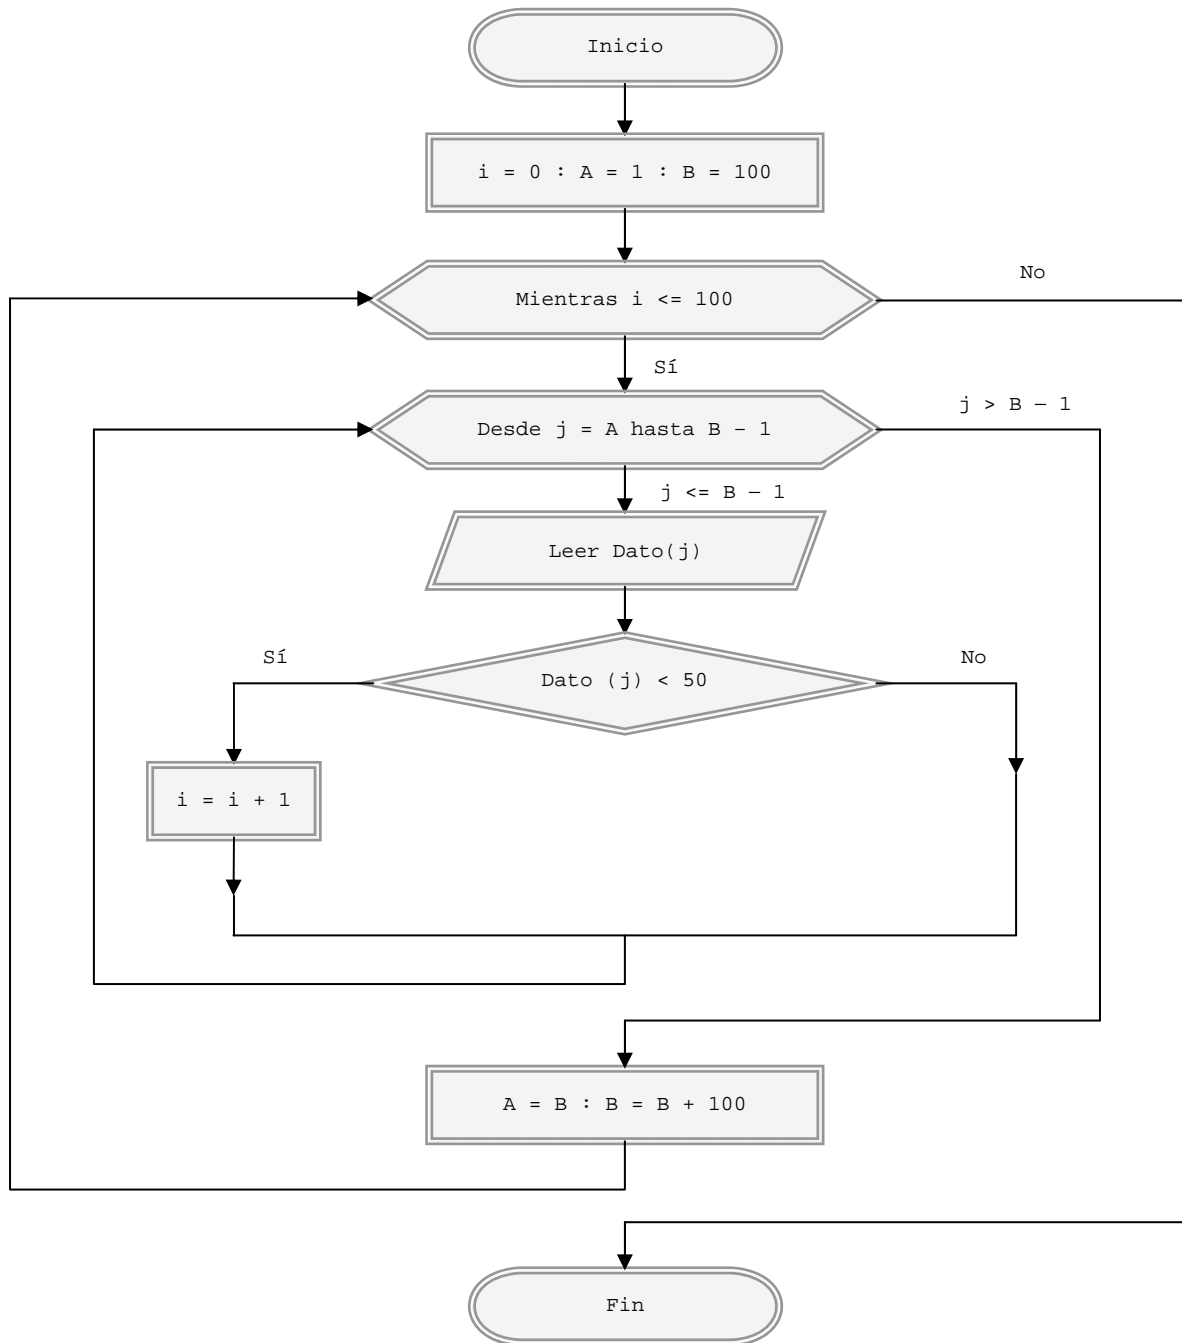 Inicio
i = 0 : A = 1 : B = 100
Mientras i <= 100
No
Sí
Desde j = A hasta B – 1
j > B – 1
j <= B – 1
Leer Dato(j)
Dato (j) < 50
Sí
No
i = i + 1
A = B : B = B + 100
Fin